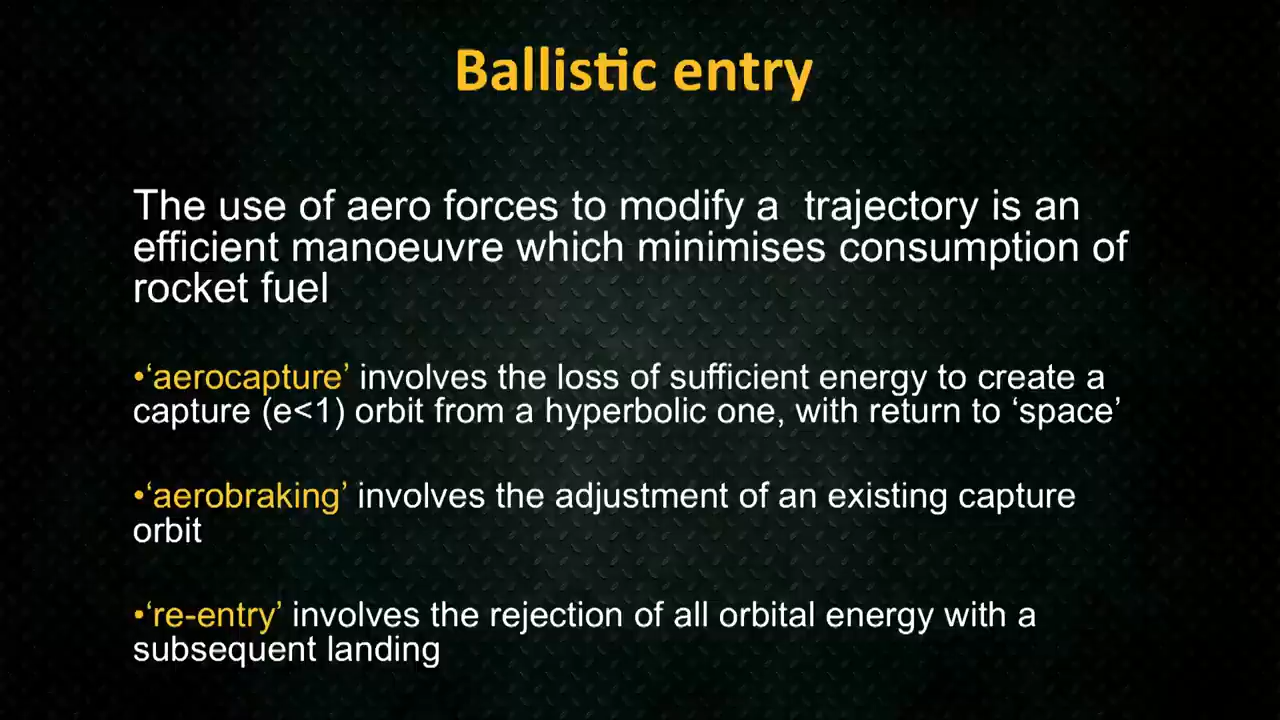 Ballistic entry
The use of aero forces to modify a  trajectory is an
efficient manoeuvre which minimises consumption of
rocket fuel
•‘aerocapture’ involves the loss of sufficient energy to create a
capture (e<1) orbit from a hyperbolic one, with return to ‘space’
•‘aerobraking’ involves the adjustment of an existing capture
orbit
•‘re-entry’ involves the rejection of all orbital energy with a
subsequent landing